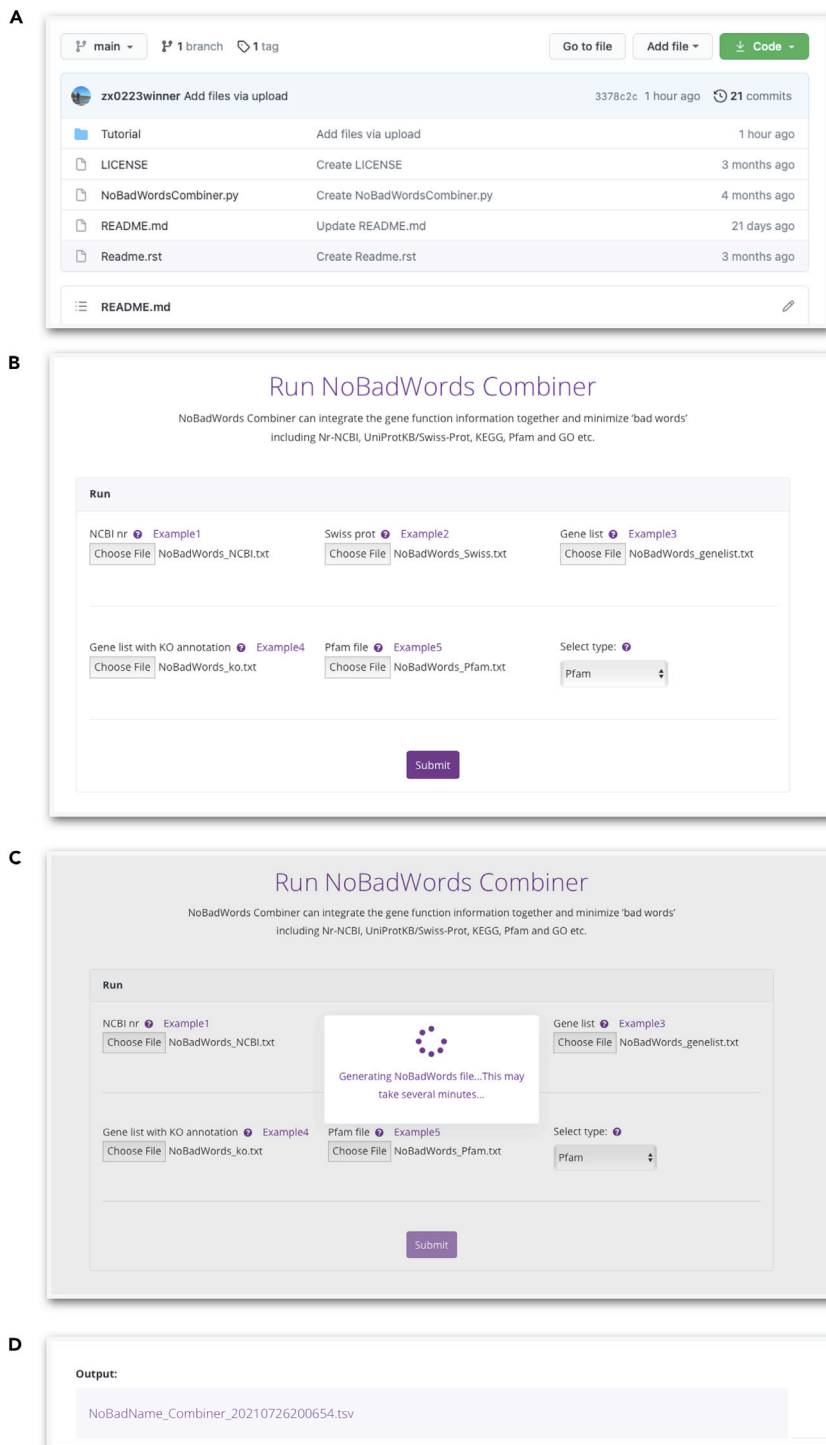 A
main
1 branch
1 tag
Go to file
Add file
Code
zx0223winner Add files via upload
3378c2c 1 hour ago
21 commits
Tutorial
Add files via upload
1 hour ago
LICENSE
Create LICENSE
3 months ago
NoBadWordsCombiner.py
Create NoBadWordsCombiner.py
4 months ago
README.md
Update README.md
21 days ago
Readme.rst
Create Readme.rst
3 months ago
README.md
B
Run NoBadWords Combiner
NoBadWords Combiner can integrate the gene function information together and minimize 'bad words'
including Nr-NCBI, UniProtKB/Swiss-Prot, KEGG, Pfam and GO etc.
Run
NCBI nr ? Example1
Choose File NoBadWords_NCBI.txt
Swiss prot ? Example2
Choose File NoBadWords_Swiss.txt
Gene list ? Example3
Choose File NoBadWords_genelist.txt
Gene list with KO annotation ? Example4
Choose File NoBadWords_ko.txt
Pfam file ? Example5
Choose File NoBadWords_Pfam.txt
Select type: ?
Pfam
Submit
C
Run NoBadWords Combiner
NoBadWords Combiner can integrate the gene function information together and minimize 'bad words'
including Nr-NCBI, UniProtKB/Swiss-Prot, KEGG, Pfam and GO etc.
Run
NCBI nr ? Example1
Choose File NoBadWords_NCBI.txt
Generating NoBadWords file...This may
take several minutes...
Gene list ? Example3
Choose File NoBadWords_genelist.txt
Gene list with KO annotation ? Example4
Choose File NoBadWords_ko.txt
Pfam file ? Example5
Choose File NoBadWords_Pfam.txt
Select type: ?
Pfam
Submit
D
Output:
NoBadName_Combiner_20210726200654.tsv